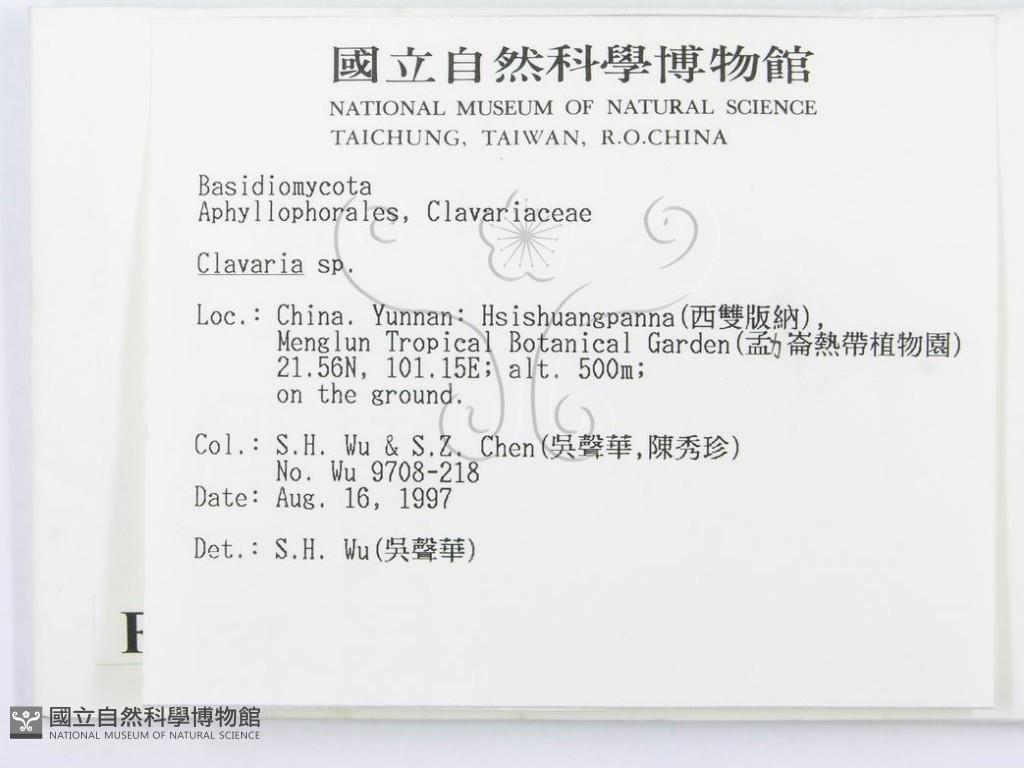 國立自然科學博物館
NATIONAL MUSEUM OF NATURAL SCIENCE
TAICHUNG, TAIWAN, R.O.CHINA
Basidiomycota
Aphyllophorales, Clavariaceae
Clavaria sp.
Loc.: China. Yunnan: Hsishuangpanna(西雙版納),
Menglun Tropical Botanical Garden(孟力崙熱帶植物園)
21.56N, 101.15E; alt. 500m;
on the ground.
Col.: S.H. Wu & S.Z. Chen(吳聲華,陳秀珍)
No. Wu 9708-218
Date: Aug. 16, 1997
Det.: S.H. Wu(吳聲華)
國立自然科學博物館
NATIONAL MUSEUM OF NATURAL SCIENCE